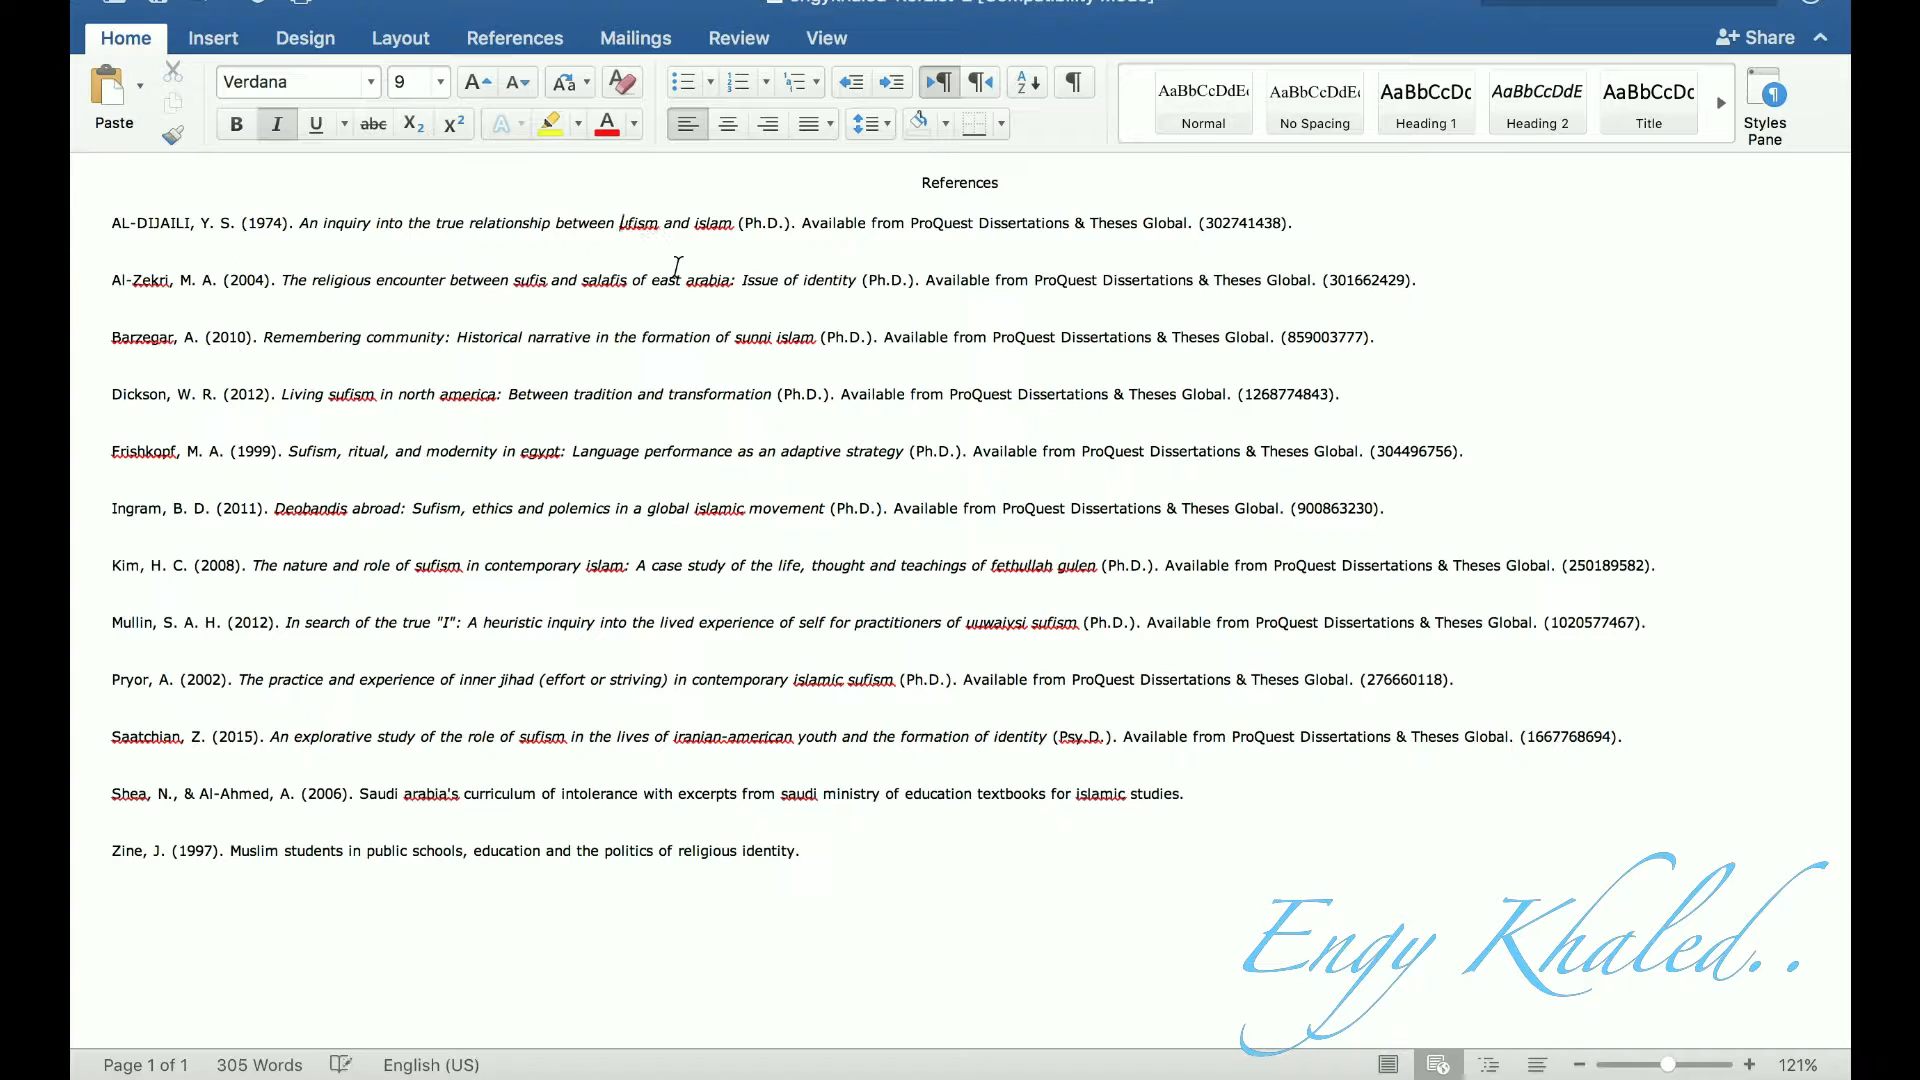 Home Insert Design Layout References Mailings Review View Share
Verdana 9
Paste
AaBbCcDdEe AaBbCcDdEe AaBbCcDc AaBbCcDdE AaBbCcDc
Normal No Spacing Heading 1 Heading 2 Title
Styles Pane
References
AL-DIJAILI, Y. S. (1974). An inquiry into the true relationship between ufism and islam (Ph.D.). Available from ProQuest Dissertations & Theses Global. (302741438).
Al-Zekri, M. A. (2004). The religious encounter between sufis and salafis of east arabia: Issue of identity (Ph.D.). Available from ProQuest Dissertations & Theses Global. (301662429).
Barzegar, A. (2010). Remembering community: Historical narrative in the formation of sunni islam (Ph.D.). Available from ProQuest Dissertations & Theses Global. (859003777).
Dickson, W. R. (2012). Living sufism in north america: Between tradition and transformation (Ph.D.). Available from ProQuest Dissertations & Theses Global. (1268774843).
Frishkopf, M. A. (1999). Sufism, ritual, and modernity in egypt: Language performance as an adaptive strategy (Ph.D.). Available from ProQuest Dissertations & Theses Global. (304496756).
Ingram, B. D. (2011). Deobandis abroad: Sufism, ethics and polemics in a global islamic movement (Ph.D.). Available from ProQuest Dissertations & Theses Global. (900863230).
Kim, H. C. (2008). The nature and role of sufism in contemporary islam: A case study of the life, thought and teachings of fethullah gulen (Ph.D.). Available from ProQuest Dissertations & Theses Global. (250189582).
Mullin, S. A. H. (2012). In search of the true "I": A heuristic inquiry into the lived experience of self for practitioners of uuwaiysi sufism (Ph.D.). Available from ProQuest Dissertations & Theses Global. (1020577467).
Pryor, A. (2002). The practice and experience of inner jihad (effort or striving) in contemporary islamic sufism (Ph.D.). Available from ProQuest Dissertations & Theses Global. (276660118).
Saatchian, Z. (2015). An explorative study of the role of sufism in the lives of iranian-american youth and the formation of identity (Psy.D.). Available from ProQuest Dissertations & Theses Global. (1667768694).
Shea, N., & Al-Ahmed, A. (2006). Saudi arabia's curriculum of intolerance with excerpts from saudi ministry of education textbooks for islamic studies.
Zine, J. (1997). Muslim students in public schools, education and the politics of religious identity.
Engy Khaled..
Page 1 of 1 305 Words English (US) 121%